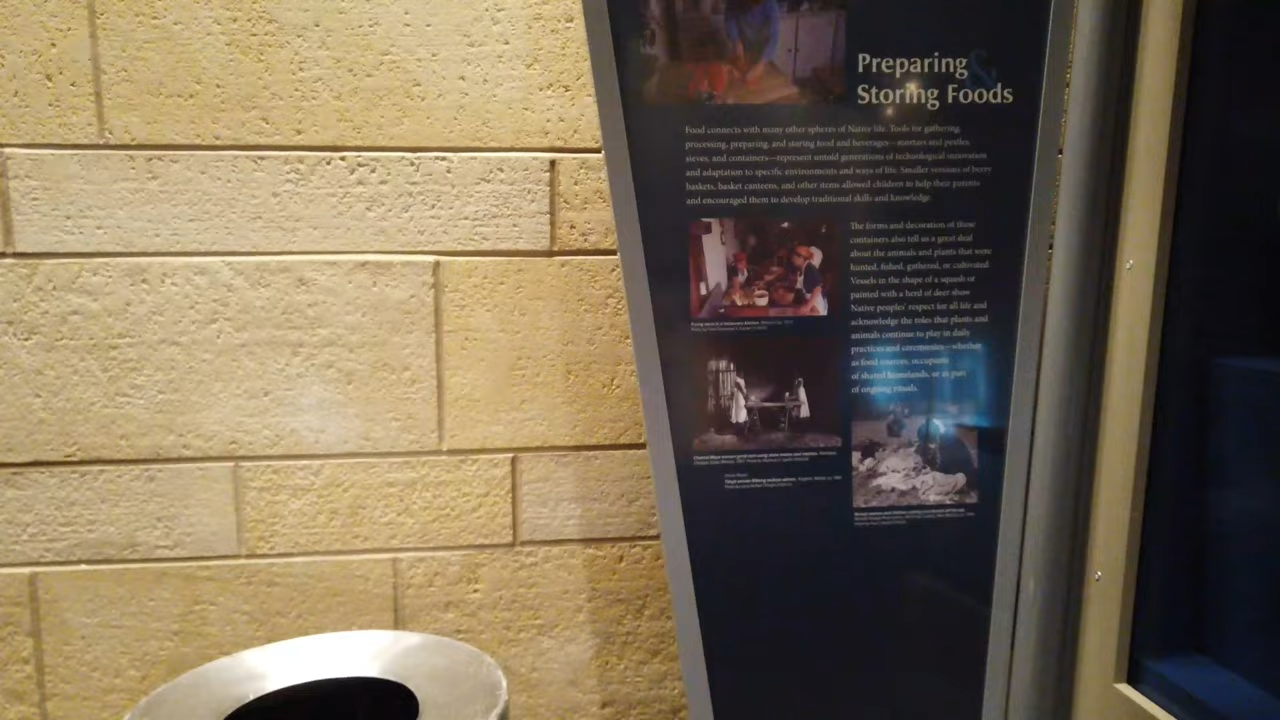 Preparing &
Storing Foods
Food connects with many other spheres of Native life. Tools for gathering,
processing, preparing, and storing food and beverages—mortars and pestles,
sieves, and containers—represent untold generations of technological innovation
and adaptation to specific environments and ways of life. Smaller versions of berry
baskets, basket canteens, and other items allowed children to help their parents
and encouraged them to develop traditional skills and knowledge.
The forms and decoration of these
containers also tell us a great deal
about the animals and plants that were
hunted, fished, gathered, or cultivated.
Vessels in the shape of a squash or
painted with a herd of deer show
Native peoples' respect for all life and
acknowledge the roles that plants and
animals continue to play in daily
practices and ceremonies—whether
as food sources, occupants
of shared homelands, or as part
of ongoing rituals.